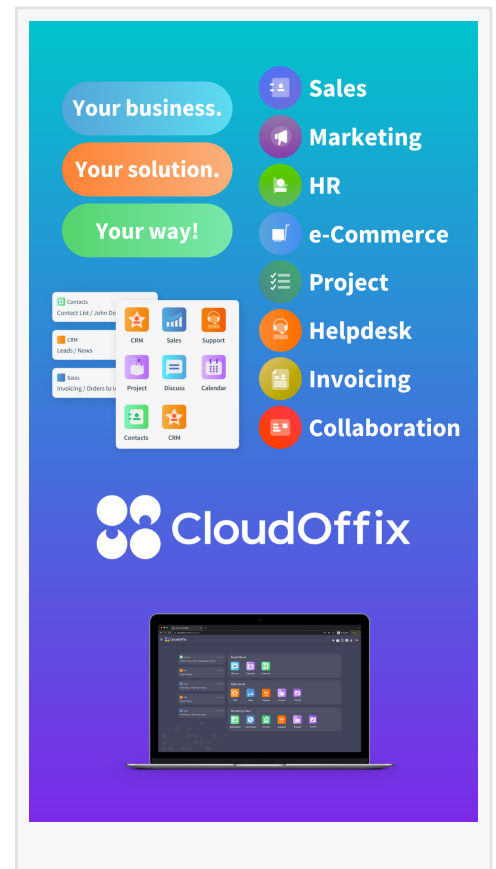 Your business.
Your solution.
Your way!
Sales
Marketing
HR
e-Commerce
Project
Helpdesk
Invoicing
Collaboration
Contacts
Contact List / John Do
CRM
Leads / News
Sales
Invoicing / Orders to In
CRM
Sales
Support
Project
Discuss
Calendar
Contacts
CRM
CloudOffix